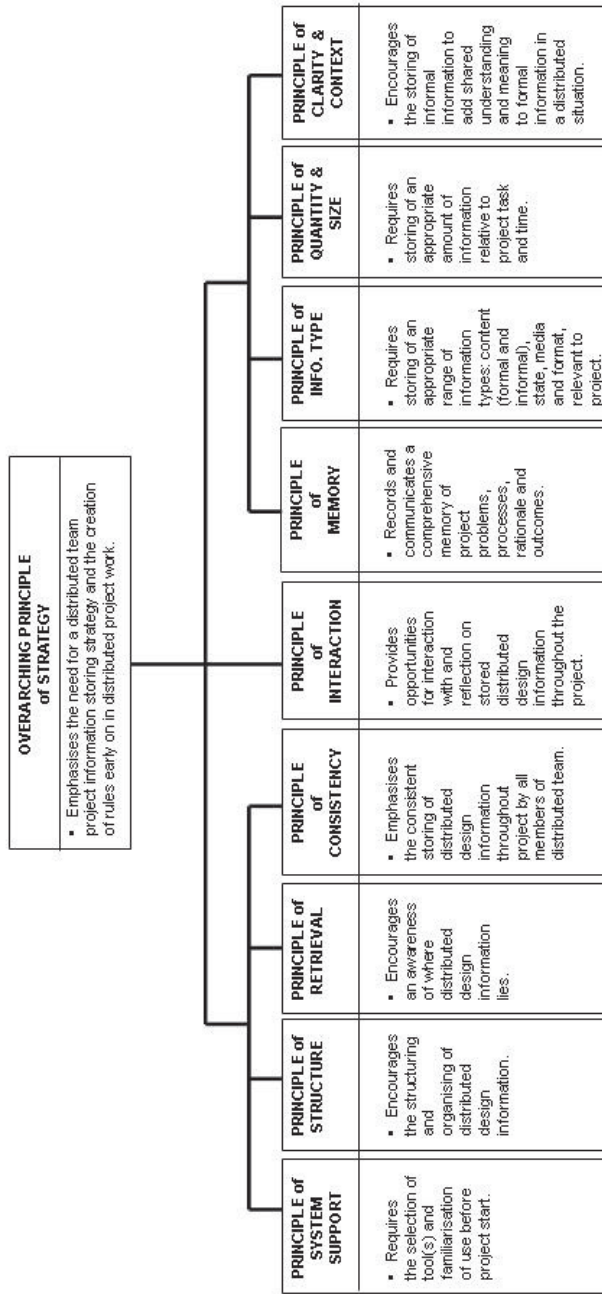 OVERARCHING PRINCIPLE
of STRATEGY
▪ Emphasises the need for a distributed team
project information storing strategy and the creation
of rules early on in distributed project work.
PRINCIPLE of
SYSTEM
SUPPORT
▪ Requires
the selection of
tool(s) and
familiarisation
of use before
project start.
PRINCIPLE of
STRUCTURE
▪ Encourages
the structuring
and
organising of
distributed
design
information.
PRINCIPLE of
RETRIEVAL
▪ Encourages
an awareness
of where
distributed
design
information
lies.
PRINCIPLE
of
CONSISTENCY
▪ Emphasises
the consistent
storing of
distributed
design
information
throughout
project by all
members of
distributed team.
PRINCIPLE
of
INTERACTION
▪ Provides
opportunities
for interaction
with and
reflection on
stored
distributed
design
information
throughout the
project.
PRINCIPLE
of
MEMORY
▪ Records and
communicates a
comprehensive
memory of
project
problems,
processes,
rationale and
outcomes.
PRINCIPLE of
INFO. TYPE
▪ Requires
storing of an
appropriate
range of
information
types: content
(formal and
informal),
state, media
and format,
relevant to
project.
PRINCIPLE of
QUANTITY &
SIZE
▪ Requires
storing of an
appropriate
amount of
information
relative to
project task
and time.
PRINCIPLE of
CLARITY &
CONTEXT
▪ Encourages
the storing of
informal
information to
add shared
understanding
and meaning
to formal
information in
a distributed
situation.